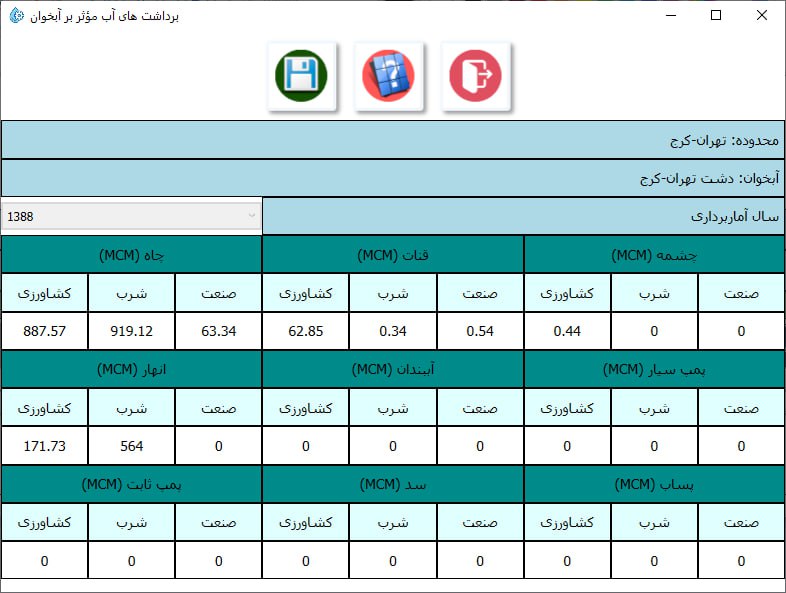 برداشت های آب مؤثر بر آبخوان
محدوده: تهران-کرج
آبخوان: دشت تهران-کرج
سال آماربرداری
1388
چاه (MCM) قنات (MCM) چشمه (MCM)
کشاورزی شرب صنعت کشاورزی شرب صنعت کشاورزی شرب صنعت
887.57 919.12 63.34 62.85 0.34 0.54 0.44 0 0
انهار (MCM) آببندان (MCM) پمپ سیار (MCM)
کشاورزی شرب صنعت کشاورزی شرب صنعت کشاورزی شرب صنعت
171.73 564 0 0 0 0 0 0 0
پمپ ثابت (MCM) سد (MCM) پساب (MCM)
کشاورزی شرب صنعت کشاورزی شرب صنعت کشاورزی شرب صنعت
0 0 0 0 0 0 0 0 0